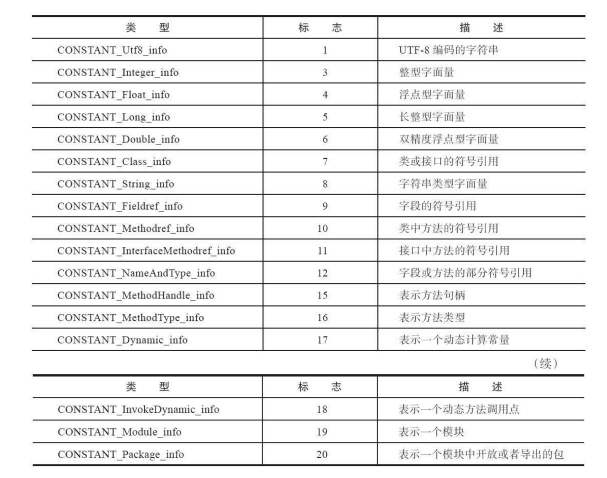 类 型 标 志 描 述
CONSTANT_Utf8_info 1 UTF-8 编码的字符串
CONSTANT_Integer_info 3 整型字面量
CONSTANT_Float_info 4 浮点型字面量
CONSTANT_Long_info 5 长整型字面量
CONSTANT_Double_info 6 双精度浮点型字面量
CONSTANT_Class_info 7 类或接口的符号引用
CONSTANT_String_info 8 字符串类型字面量
CONSTANT_Fieldref_info 9 字段的符号引用
CONSTANT_Methodref_info 10 类中方法的符号引用
CONSTANT_InterfaceMethodref_info 11 接口中方法的符号引用
CONSTANT_NameAndType_info 12 字段或方法的部分符号引用
CONSTANT_MethodHandle_info 15 表示方法句柄
CONSTANT_MethodType_info 16 表示方法类型
CONSTANT_Dynamic_info 17 表示一个动态计算常量
（续）
类 型 标 志 描 述
CONSTANT_InvokeDynamic_info 18 表示一个动态方法调用点
CONSTANT_Module_info 19 表示一个模块
CONSTANT_Package_info 20 表示一个模块中开放或者导出的包